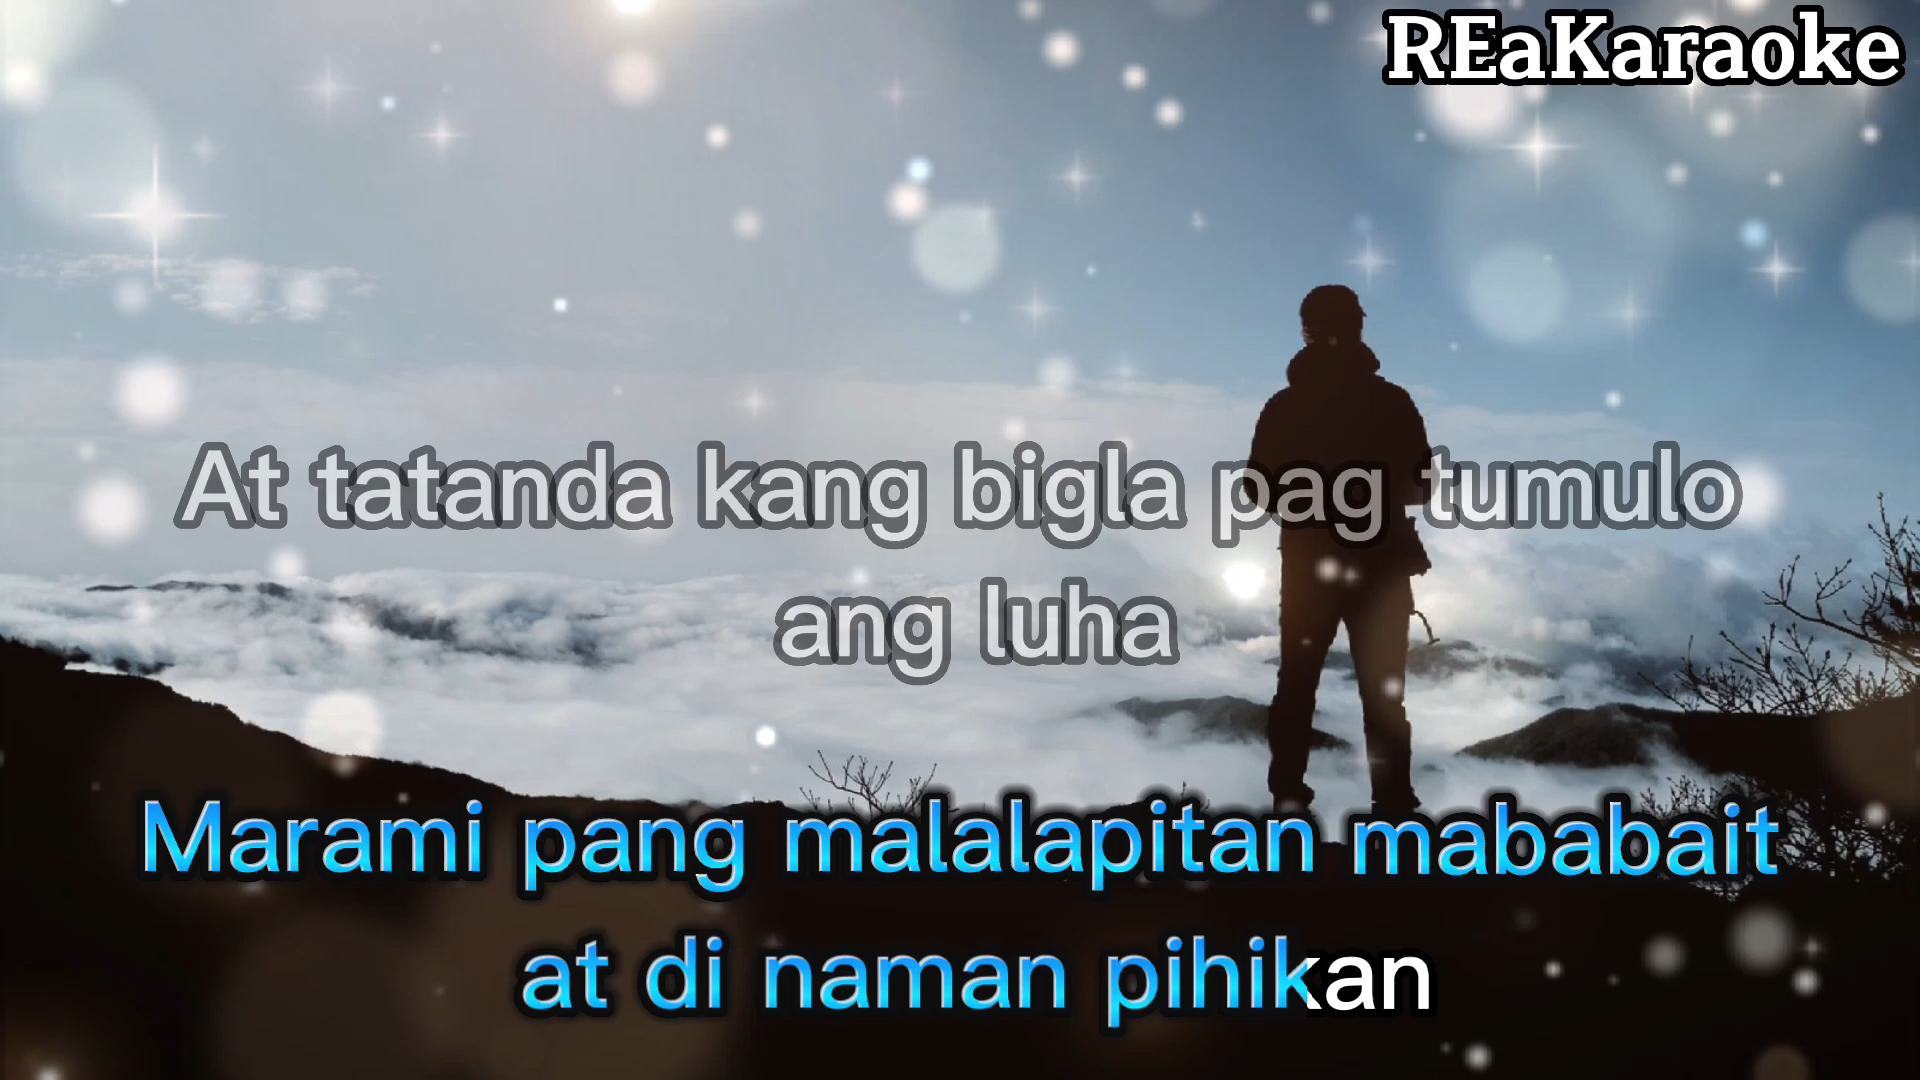 REaKaraoke
At tatanda kang bigla pag tumulo
ang luha
Marami pang malalapitan mababait
at di naman pihikan